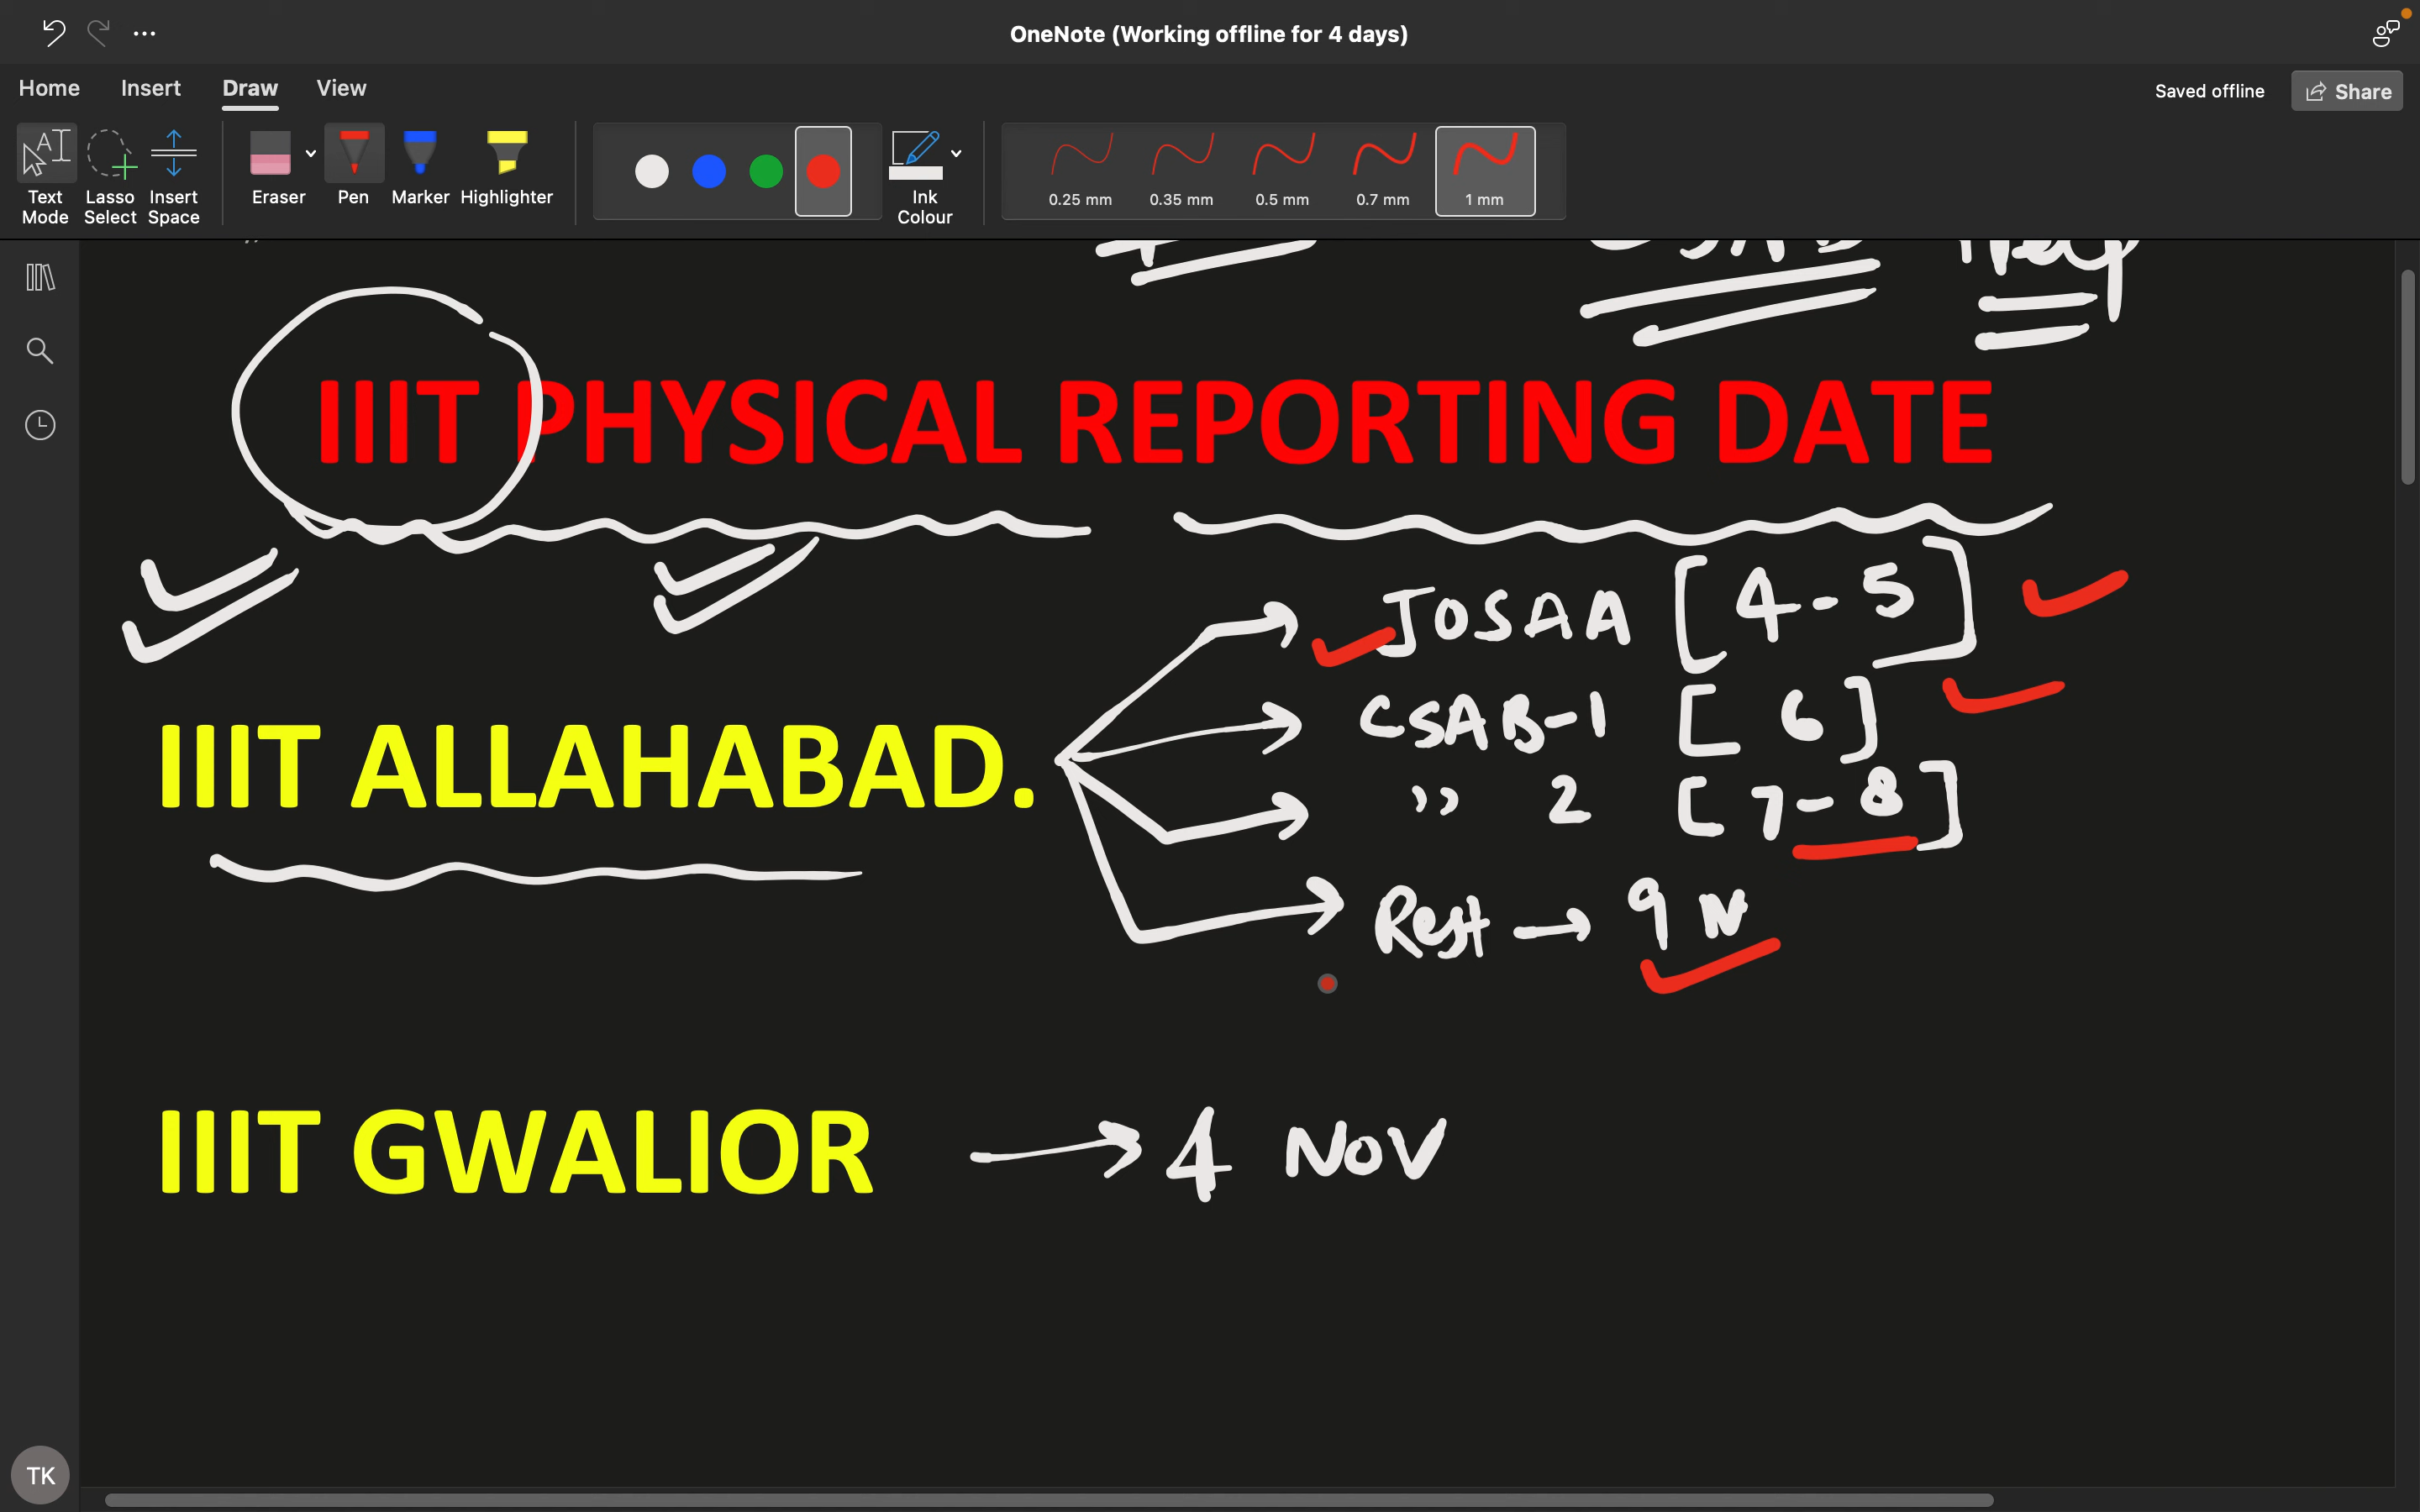 OneNote (Working offline for 4 days)
Home Insert Draw View
Saved offline Share
Text Mode Lasso Select Insert Space Eraser Pen Marker Highlighter Ink Colour 0.25 mm 0.35 mm 0.5 mm 0.7 mm 1 mm
IIIT PHYSICAL REPORTING DATE
JOSAA [4-5]
CSAB-1 [6]
IIIT ALLAHABAD.
" 2 [7-8]
Rest → 9 N
IIIT GWALIOR → 4 NOV
TK